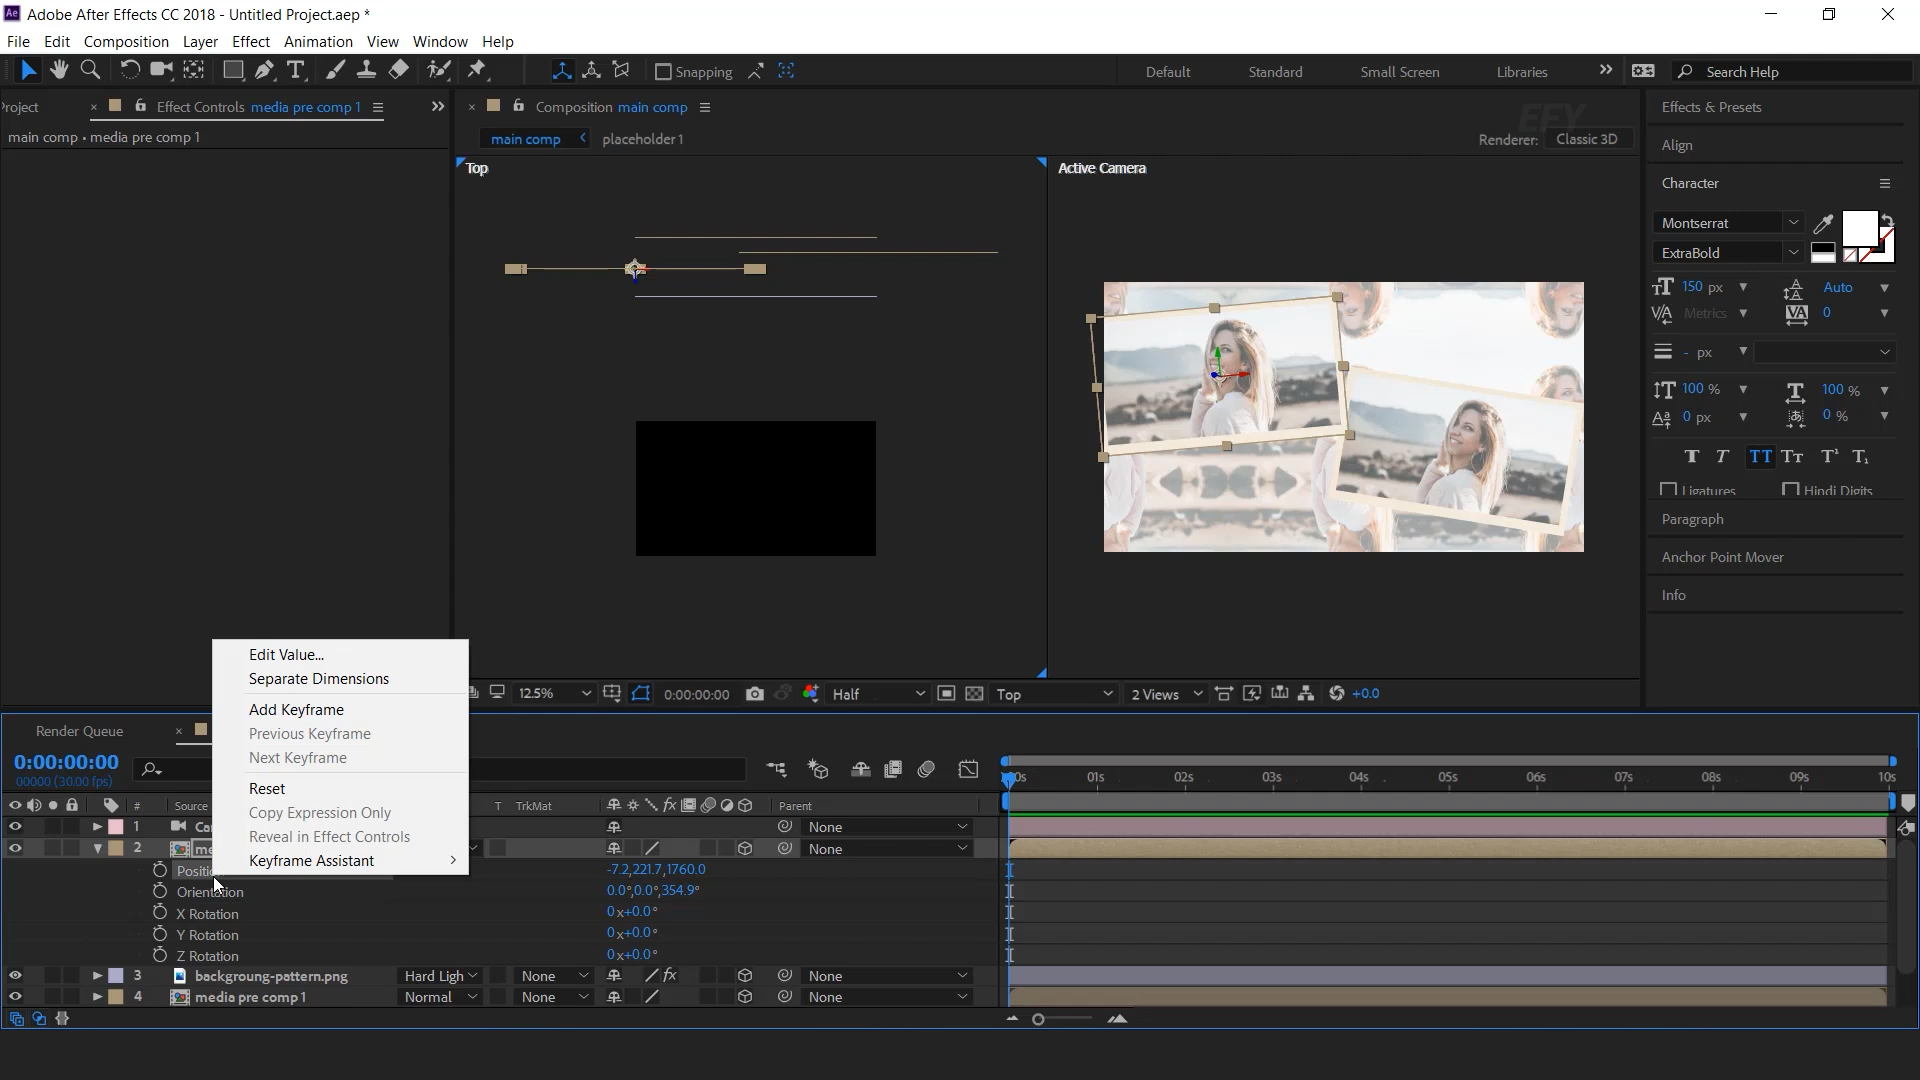 Adobe After Effects CC 2018 - Untitled Project.aep *
File Edit Composition Layer Effect Animation View Window Help
Snapping
Default Standard Small Screen Libraries
Search Help
roject
Effect Controls media pre comp 1
Composition main comp
Effects & Presets
main comp • media pre comp 1
main comp
placeholder1
EFY
Renderer: Classic 3D
Align
Top
Active Camera
Character
Montserrat
ExtraBold
150 px
Auto
Metrics
0
- px
100 %
100 %
0 px
0 %
T T TT Tт T¹ T₁
Ligatures
Hindi Digits
Paragraph
Anchor Point Mover
Info
Edit Value...
Separate Dimensions
Add Keyframe
Previous Keyframe
Next Keyframe
Reset
Copy Expression Only
Reveal in Effect Controls
Keyframe Assistant
12.5%
0:00:00:00
Half
Top
2 Views
+0.0
Render Queue
0:00:00:00
00000 (30.00 fps)
01s 02s 03s 04s 05s 06s 07s 08s 09s 10s
# Source T TrkMat Parent
1 None
2 None
-7.2,221.7,1760.0
Orientation 0.0°,0.0°,354.9°
X Rotation 0x+0.0°
Y Rotation 0x+0.0°
Z Rotation 0x+0.0°
3 backgroung-pattern.png Hard Ligh None fx None
4 media pre comp 1 Normal None None